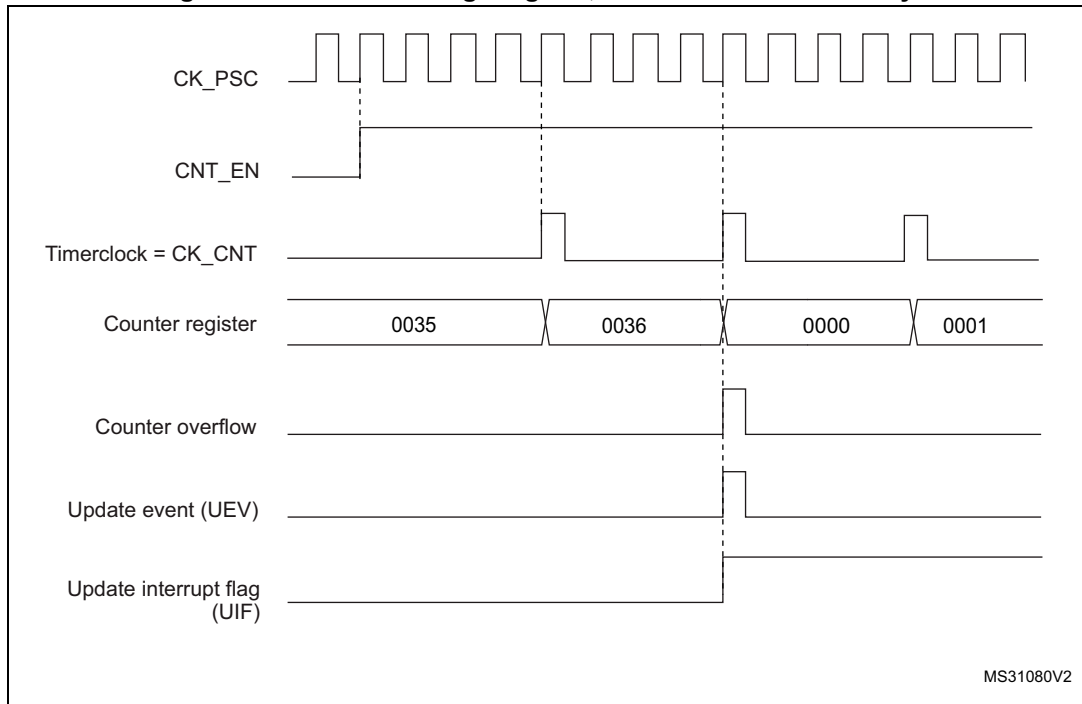 CK_PSC
CNT_EN
Timerclock = CK_CNT
Counter register
0035
0036
0000
0001
Counter overflow
Update event (UEV)
Update interrupt flag
(UIF)
MS31080V2